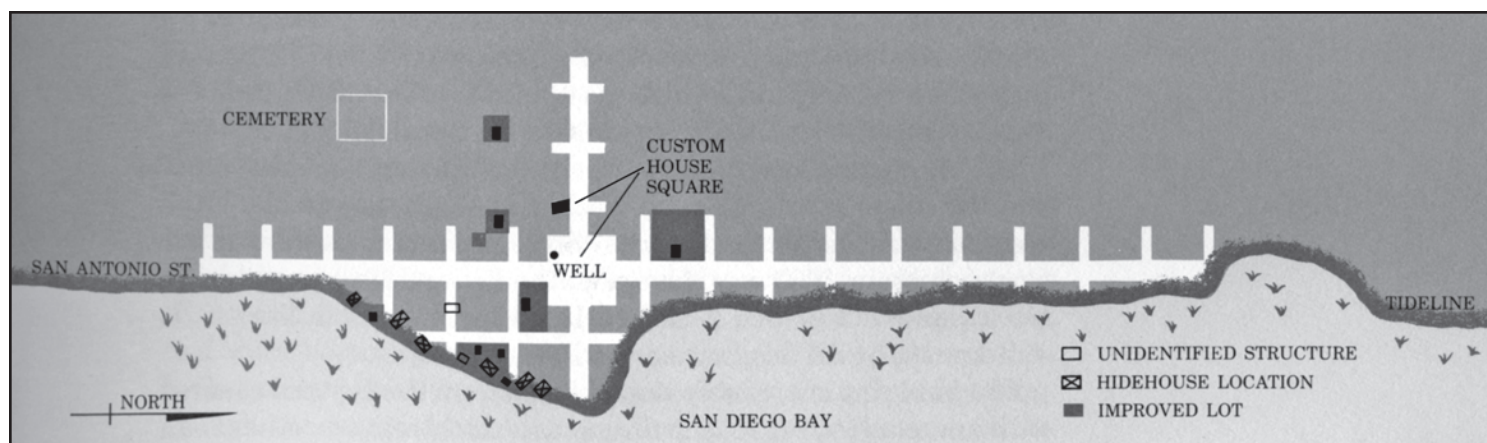 CEMETERY
CUSTOM
HOUSE
SQUARE
SAN ANTONIO ST.
WELL
TIDELINE
UNIDENTIFIED STRUCTURE
HIDEHOUSE LOCATION
IMPROVED LOT
NORTH
SAN DIEGO BAY